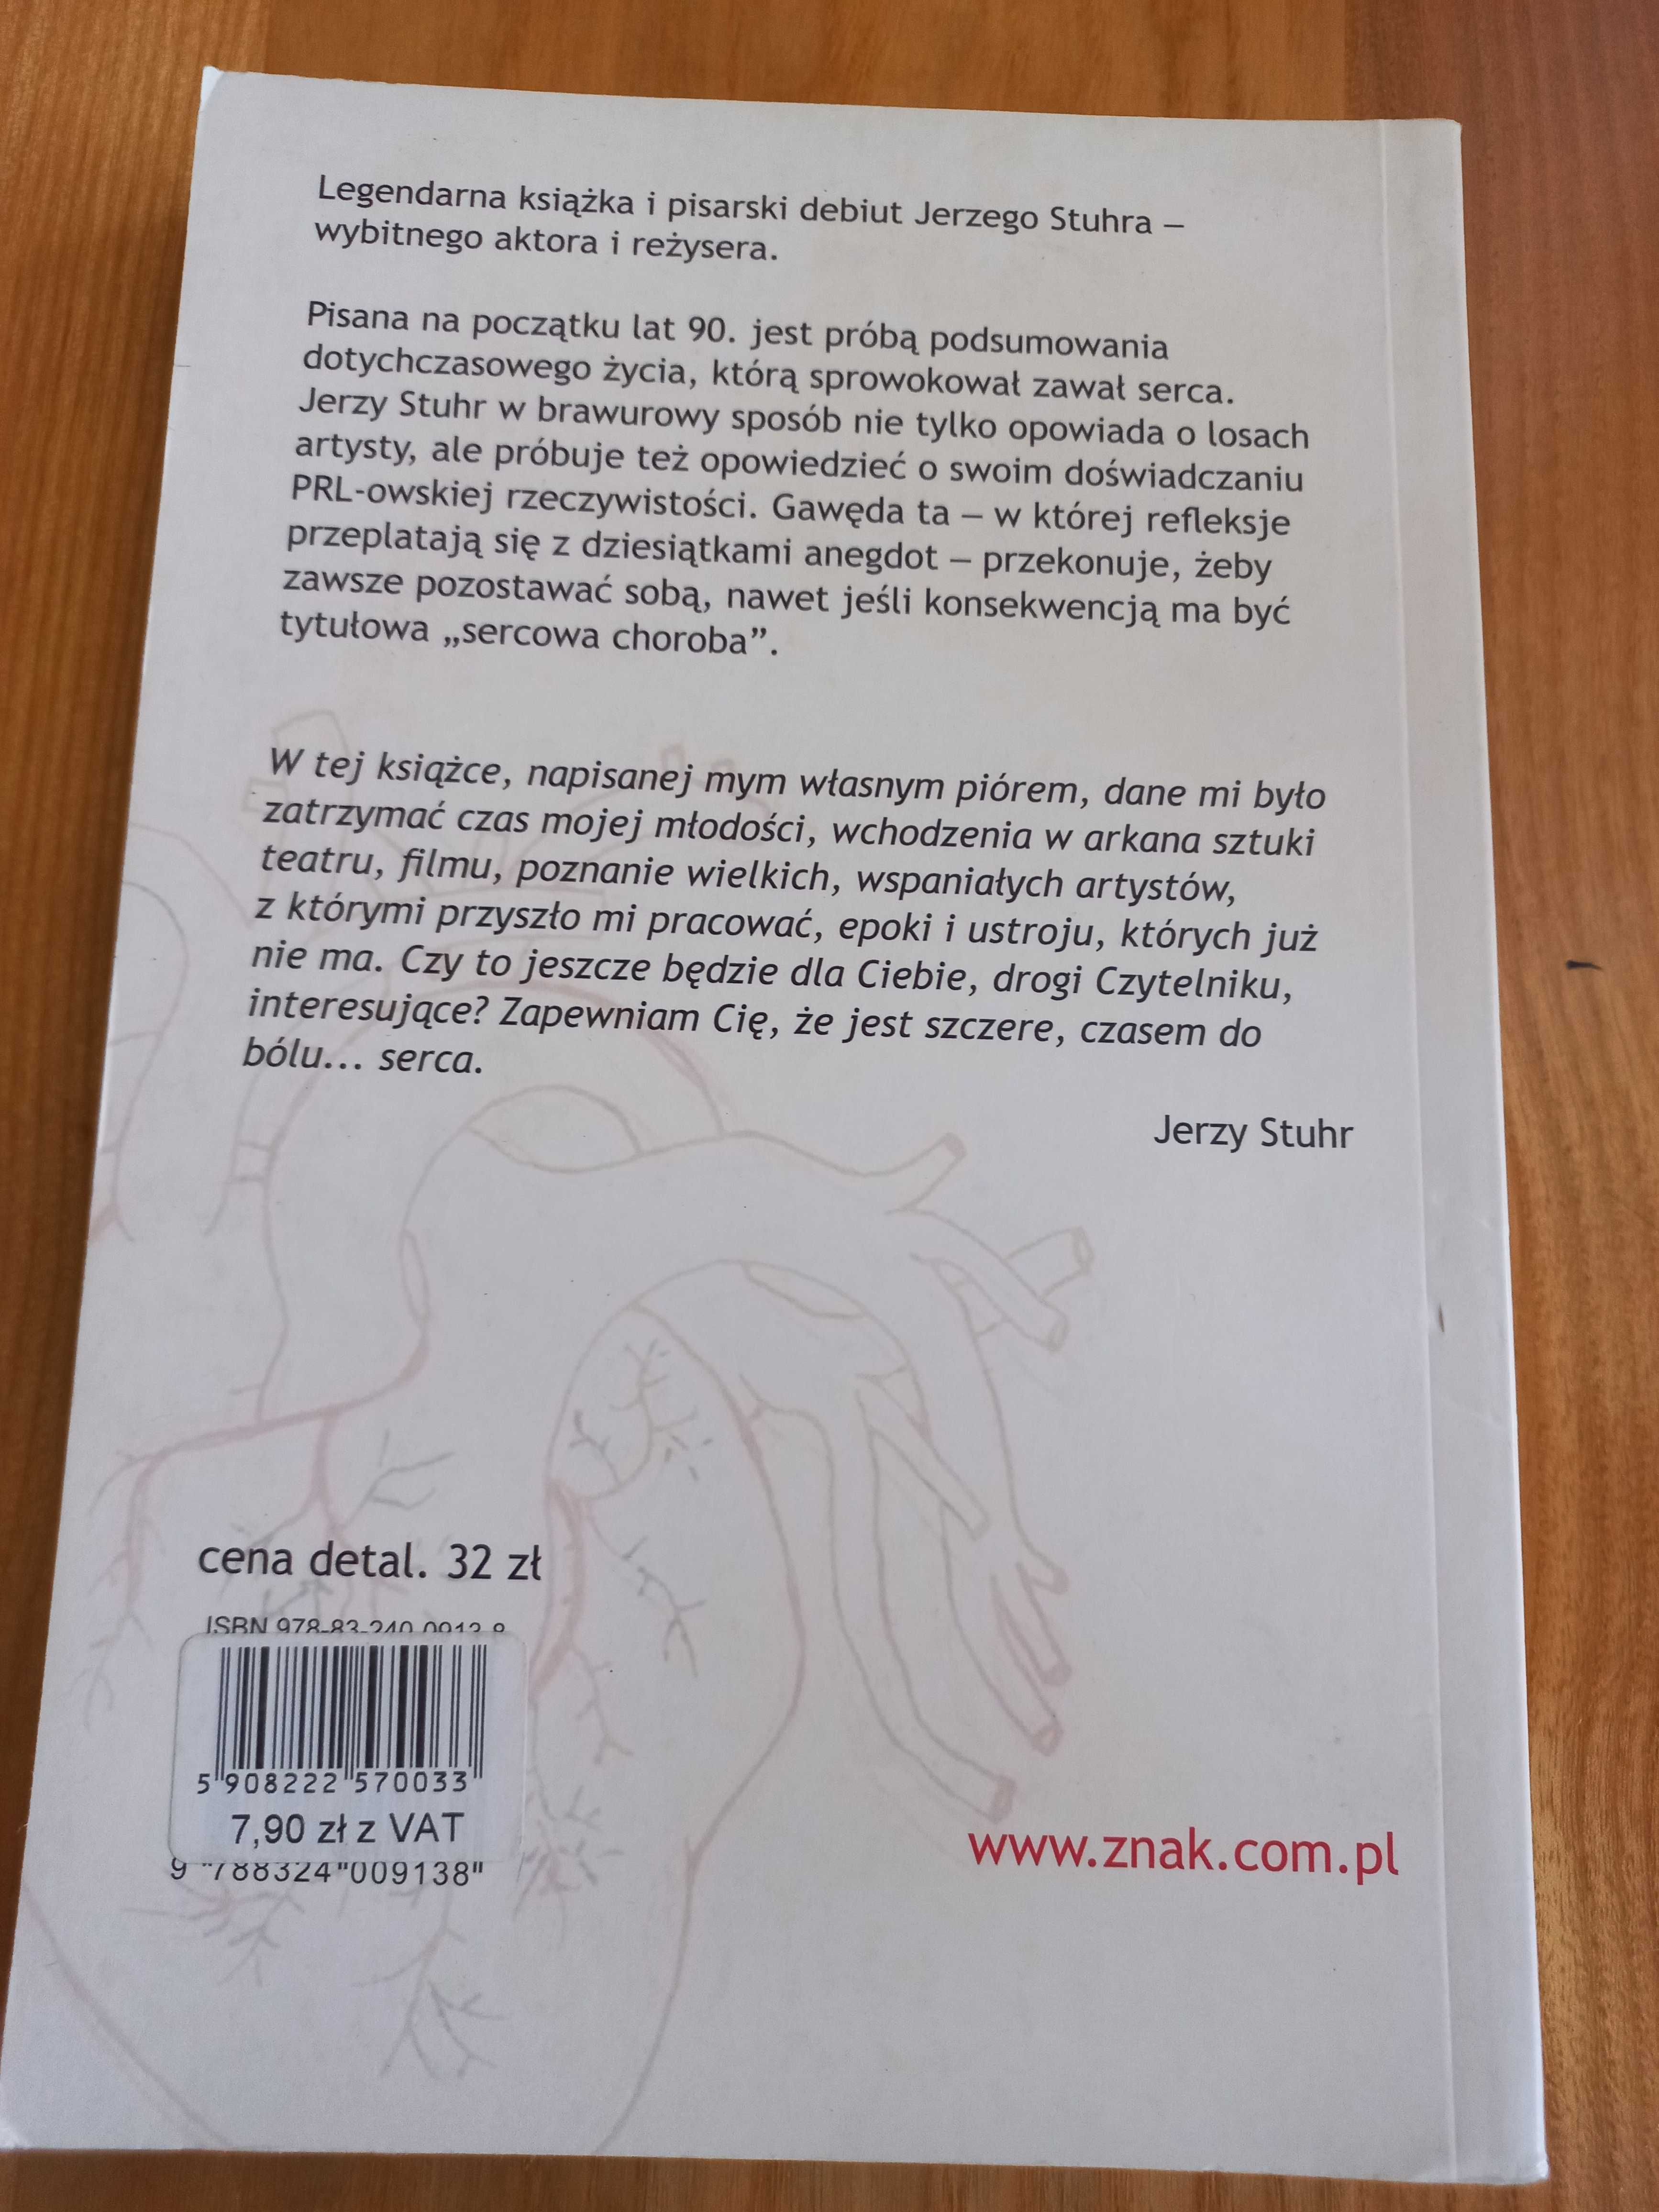 Legendarna książka i pisarski debiut Jerzego Stuhra –
wybitnego aktora i reżysera.
Pisana na początku lat 90. jest próbą podsumowania
dotychczasowego życia, którą sprowokował zawał serca.
Jerzy Stuhr w brawurowy sposób nie tylko opowiada o losach
artysty, ale próbuje też opowiedzieć o swoim doświadczaniu
PRL-owskiej rzeczywistości. Gawęda ta – w której refleksje
przeplatają się z dziesiątkami anegdot – przekonuje, żeby
zawsze pozostawać sobą, nawet jeśli konsekwencją ma być
tytułowa „sercowa choroba”.
W tej książce, napisanej mym własnym piórem, dane mi było
zatrzymać czas mojej młodości, wchodzenia w arkana sztuki
teatru, filmu, poznanie wielkich, wspaniałych artystów,
z którymi przyszło mi pracować, epoki i ustroju, których już
nie ma. Czy to jeszcze będzie dla Ciebie, drogi Czytelniku,
interesujące? Zapewniam Cię, że jest szczere, czasem do
bólu... serca.
Jerzy Stuhr
cena detal. 32 zł
ISBN 978-83-240-0913-8
5 908222 570033
7,90 zł z VAT
9 788324 009138
www.znak.com.pl